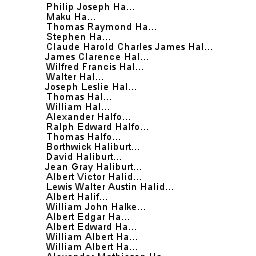 Philip Joseph Ha...
Maku Ha...
Thomas Raymond Ha...
Stephen Ha...
Claude Harold Charles James Hal...
James Clarence Hal...
Wilfred Francis Hal...
Walter Hal...
Joseph Leslie Hal...
Thomas Hal...
William Hal...
Alexander Halfo...
Ralph Edward Halfo...
Thomas Halfo...
Borthwick Haliburt...
David Haliburt...
Jean Gray Haliburt...
Albert Victor Halid...
Lewis Walter Austin Halid...
Albert Halif...
William John Halke...
Albert Edgar Ha...
Albert Edward Ha...
William Albert Ha...
William Albert Ha...
Alexander Mathieson Ha...